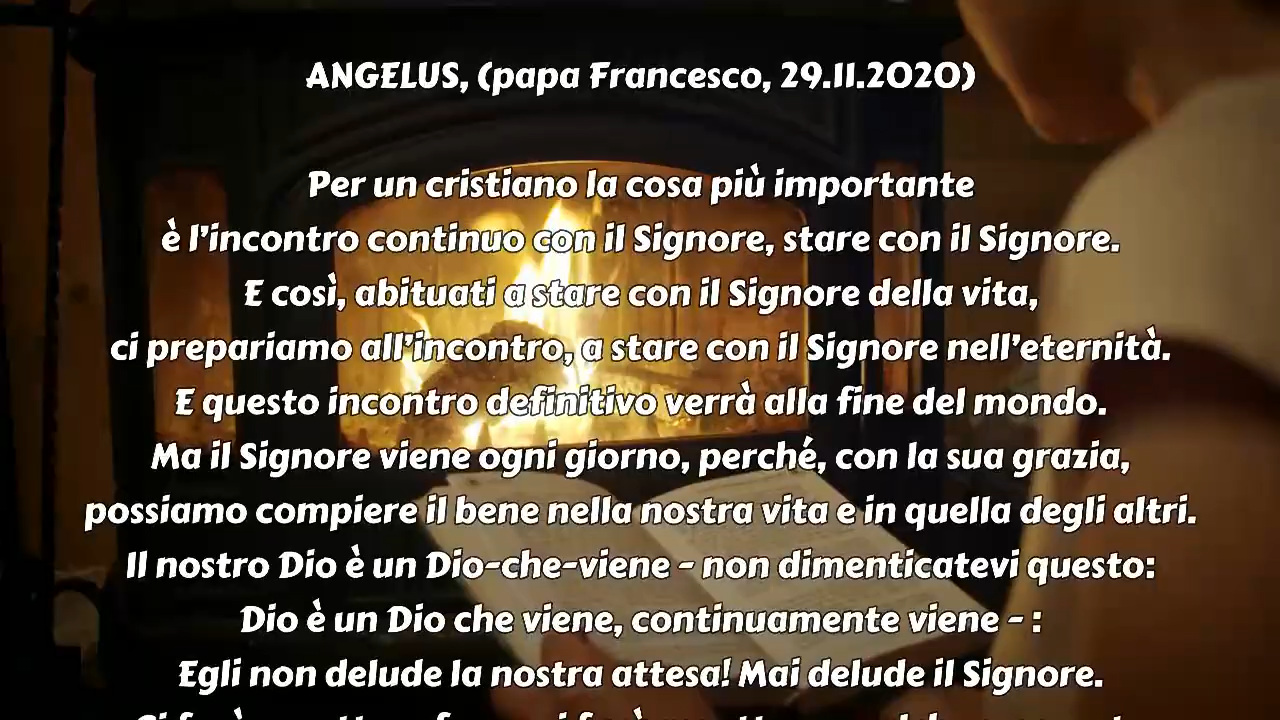 ANGELUS, (papa Francesco, 29.11.2020)
Per un cristiano la cosa più importante
è l'incontro continuo con il Signore, stare con il Signore.
E così, abituati a stare con il Signore della vita,
ci prepariamo all'incontro, a stare con il Signore nell'eternità.
E questo incontro definitivo verrà alla fine del mondo.
Ma il Signore viene ogni giorno, perché, con la sua grazia,
possiamo compiere il bene nella nostra vita e in quella degli altri.
Il nostro Dio è un Dio-che-viene - non dimenticatevi questo:
Dio è un Dio che viene, continuamente viene - :
Egli non delude la nostra attesa! Mai delude il Signore.